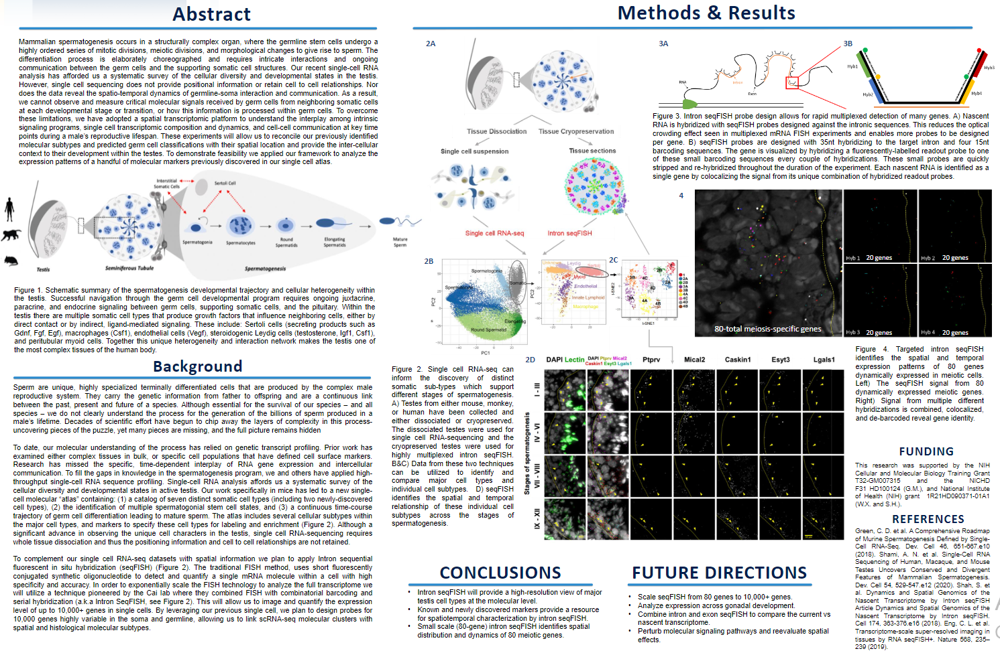 Abstract
Mammalian spermatogenesis occurs in a structurally complex organ, where the germline stem cells undergo a
highly ordered series of mitotic divisions, meiotic divisions, and morphological changes to give rise to sperm. The
differentiation process is elaborately choreographed and requires intricate interactions and ongoing
communication between the germ cells and the supporting somatic cell structures. Our recent single-cell RNA
analysis has afforded us a systematic survey of the cellular diversity and developmental states in the testis.
However, single cell sequencing does not provide positional information or retain cell to cell relationships. Nor
does the data reveal the spatio-temporal dynamics of germline-soma interaction and communication. As a result,
we cannot observe and measure critical molecular signals received by germ cells from neighboring somatic cells
at each developmental stage or transition, or how this information is processed within germ cells. To overcome
these limitations, we have adopted a spatial transcriptomic platform to understand the interplay among intrinsic
signaling programs, single cell transcriptomic composition and dynamics, and cell-cell communication at key time
points during a male's reproductive lifespan. These experiments will allow us to reconcile our previously identified
molecular subtypes and predicted germ cell classifications with their spatial location and provide the inter-cellular
context to their development within the testes. To demonstrate feasibility we applied our framework to analyze the
expression patterns of a handful of molecular markers previously discovered in our single cell atlas.
Interstitial
Somatic Cells
Sertoli Cell
Spermatogonia
Spermatocytes
Round
Spermatids
Elongating
Spermatids
Mature
Sperm
Testis
Seminiferous Tubule
Spermatogenesis
Figure 1. Schematic summary of the spermatogenesis developmental trajectory and cellular heterogeneity within
the testis. Successful navigation through the germ cell developmental program requires ongoing juxtacrine,
paracrine, and endocrine signaling between germ cells, supporting somatic cells, and the pituitary. Within the
testis there are multiple somatic cell types that produce growth factors that influence neighboring cells, either by
direct contact or by indirect, ligand-mediated signaling. These include: Sertoli cells (secreting products such as
Gdnf, Fgf, Egf), macrophages (Csf1), endothelial cells (Vegf), steroidogenic Leydig cells (testosterone, Igf1, Csf1),
and peritubular myoid cells. Together this unique heterogeneity and interaction network makes the testis one of
the most complex tissues of the human body.
Background
Sperm are unique, highly specialized terminally differentiated cells that are produced by the complex male
reproductive system. They carry the genetic information from father to offspring and are a continuous link
between the past, present and future of a species. Although essential for the survival of our species – and all
species – we do not clearly understand the process for the generation of the billions of sperm produced in a
male's lifetime. Decades of scientific effort have begun to chip away the layers of complexity in this process-
uncovering pieces of the puzzle, yet many pieces are missing, and the full picture remains hidden
To date, our molecular understanding of the process has relied on genetic transcript profiling. Prior work has
examined either complex tissues in bulk, or specific cell populations that have defined cell surface markers.
Research has missed the specific, time-dependent interplay of RNA gene expression and intercellular
communication. To fill the gaps in knowledge in the spermatogenesis program, we and others have applied high-
throughput single-cell RNA sequence profiling. Single-cell RNA analysis affords us a systematic survey of the
cellular diversity and developmental states in active testis. Our work specifically in mice has led to a new single-
cell molecular “atlas” containing: (1) a catalog of seven distinct somatic cell types (including two newly-discovered
cell types), (2) the identification of multiple spermatogonial stem cell states, and (3) a continuous time-course
trajectory of germ cell differentiation leading to mature sperm. The atlas includes several cellular subtypes within
the major cell types, and markers to specify these cell types for labeling and enrichment (Figure 2). Although a
significant advance in observing the unique cell characters in the testis, single cell RNA-sequencing requires
whole tissue dissociation and thus the positioning information and cell to cell relationships are not retained.
To complement our single cell RNA-seq datasets with spatial information we plan to apply Intron sequential
fluorescent in situ hybridization (seqFISH) (Figure 2). The traditional FISH method, uses short fluorescently
conjugated synthetic oligonucleotide to detect and quantify a single mRNA molecule within a cell with high
specificity and accuracy. In order to exponentially scale the FISH technology to analyze the full transcriptome we
will utilize a technique pioneered by the Cai lab where they combined FISH with combinatorial barcoding and
serial hybridization (a.k.a Intron SeqFISH, see Figure 2). This will allow us to image and quantify the expression
level of up to 10,000+ genes in single cells. By leveraging our previous single cell, we plan to design probes for
10,000 genes highly variable in the soma and germline, allowing us to link scRNA-seq molecular clusters with
spatial and histological molecular subtypes.
Methods & Results
2A
Tissue Dissociation
Tissue Cryopreservation
Single cell suspension
Tissue sections
Single cell RNA-seq
Intron seqFISH
2B
Spermatogonia
Spermatocyte
Somatic
Elongating
Round Spermatid
PC2
PC1
Unknown
Leydig
Sertoli
Myoid
Endothelial
Innate Lymphoid
Macrophage
PC2
2C
3B
4C
2B
2A
4D
3A
4A
4B
t-SNE2
t-SNE1
1
2A
2B
3A
3B
4A
4C
4D
4B
Figure 2. Single cell RNA-seq can
inform the discovery of distinct
somatic sub-types which support
different stages of spermatogenesis.
A) Testes from either mouse, monkey,
or human have been collected and
either dissociated or cryopreserved.
The dissociated testes were used for
single cell RNA-sequencing and the
cryopreserved testes were used for
highly multiplexed intron seqFISH.
B&C) Data from these two techniques
can be utilized to identify and
compare major cell types and
individual cell subtypes. D) seqFISH
identifies the spatial and temporal
relationship of these individual cell
subtypes across the stages of
spermatogenesis.
2D
DAPI Lectin
DAPI Ptprv Mical2
Caskin1 Esyt3 Lgals1
Ptprv
Mical2
Caskin1
Esyt3
Lgals1
Stages of spermatogenesis
I - III
IV - VI
VII - VIII
IX - XII
3A
RNA
Intron
Exon
3B
Hyb1
Hyb2
Hyb3
Hyb4
Figure 3. Intron seqFISH probe design allows for rapid multiplexed detection of many genes. A) Nascent
RNA is hybridized with seqFISH probes designed against the intronic sequences. This reduces the optical
crowding effect seen in multiplexed mRNA FISH experiments and enables more probes to be designed
per gene. B) seqFISH probes are designed with 35nt hybridizing to the target intron and four 15nt
barcoding sequences. The gene is visualized by hybridizing a fluorescently-labelled readout probe to one
of these small barcoding sequences every couple of hybridizations. These small probes are quickly
stripped and re-hybridized throughout the duration of the experiment. Each nascent RNA is identified as a
single gene by colocalizing the signal from its unique combination of hybridized readout probes.
4
80-total meiosis-specific genes
Hyb 1 20 genes
Hyb 2 20 genes
Hyb 3 20 genes
Hyb 4 20 genes
Figure 4. Targeted intron seqFISH
identifies the spatial and temporal
expression patterns of 80 genes
dynamically expressed in meiotic cells.
Left) The seqFISH signal from 80
dynamically expressed meiotic genes.
Right) Signal from multiple different
hybridizations is combined, colocalized,
and de-barcoded reveal gene identity.
FUNDING
This research was supported by the NIH
Cellular and Molecular Biology Training Grant
T32-GM007315 and the NICHD
F31 HD100124 (G.M.), and National Institute
of Health (NIH) grant 1R21HD090371-01A1
(W.X. and S.H.).
REFERENCES
Green, C. D. et al. A Comprehensive Roadmap
of Murine Spermatogenesis Defined by Single-
Cell RNA-Seq. Dev. Cell 46, 651-667.e10
(2018). Shami, A. N. et al. Single-Cell RNA
Sequencing of Human, Macaque, and Mouse
Testes Uncovers Conserved and Divergent
Features of Mammalian Spermatogenesis.
Dev. Cell 54, 529-547.e12 (2020). Shah, S. et
al. Dynamics and Spatial Genomics of the
Nascent Transcriptome by Intron seqFISH
Article Dynamics and Spatial Genomics of the
Nascent Transcriptome by Intron seqFISH.
Cell 174, 363-376.e16 (2018). Eng, C. L. et al.
Transcriptome-scale super-resolved imaging in
tissues by RNA seqFISH+. Nature 568, 235–
239 (2019).
CONCLUSIONS
• Intron seqFISH will provide a high-resolution view of major
testis cell types at the molecular level.
• Known and newly discovered markers provide a resource
for spatiotemporal characterization by intron seqFISH.
• Small scale (80-gene) intron seqFISH identifies spatial
distribution and dynamics of 80 meiotic genes.
FUTURE DIRECTIONS
• Scale seqFISH from 80 genes to 10,000+ genes.
• Analyze expression across gonadal development.
• Combine intron and exon seqFISH to compare the current vs
nascent transcriptome.
• Perturb molecular signaling pathways and reevaluate spatial
effects.